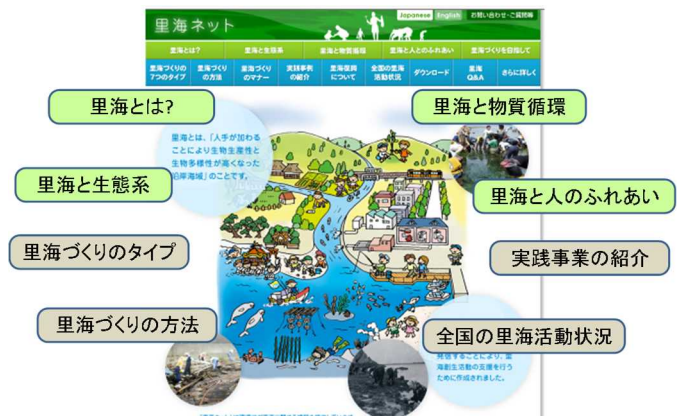 里海ネット
Japanese English お問い合わせ・ご質問等
里海とは? 里海と生態系 里海と物質循環 里海と人とのふれあい 里海づくりを目指して
里海づくりの
7つのタイプ
里海づくり
の方法
里海づくり
のマナー
実践事例
の紹介
里海復興
について
全国の里海
活動状況
ダウンロード
里海
Q&A
さらに詳しく
里海とは?
里海と物質循環
里海とは、「人手が加わる
ことにより生物生産性と
生物多様性が高くなった
沿岸海域」のことです。
里海と生態系
里海と人のふれあい
里海づくりのタイプ
実践事業の紹介
里海づくりの方法
全国の里海活動状況
発信することにより、里
海創生活動の支援を行う
ために作成されました。